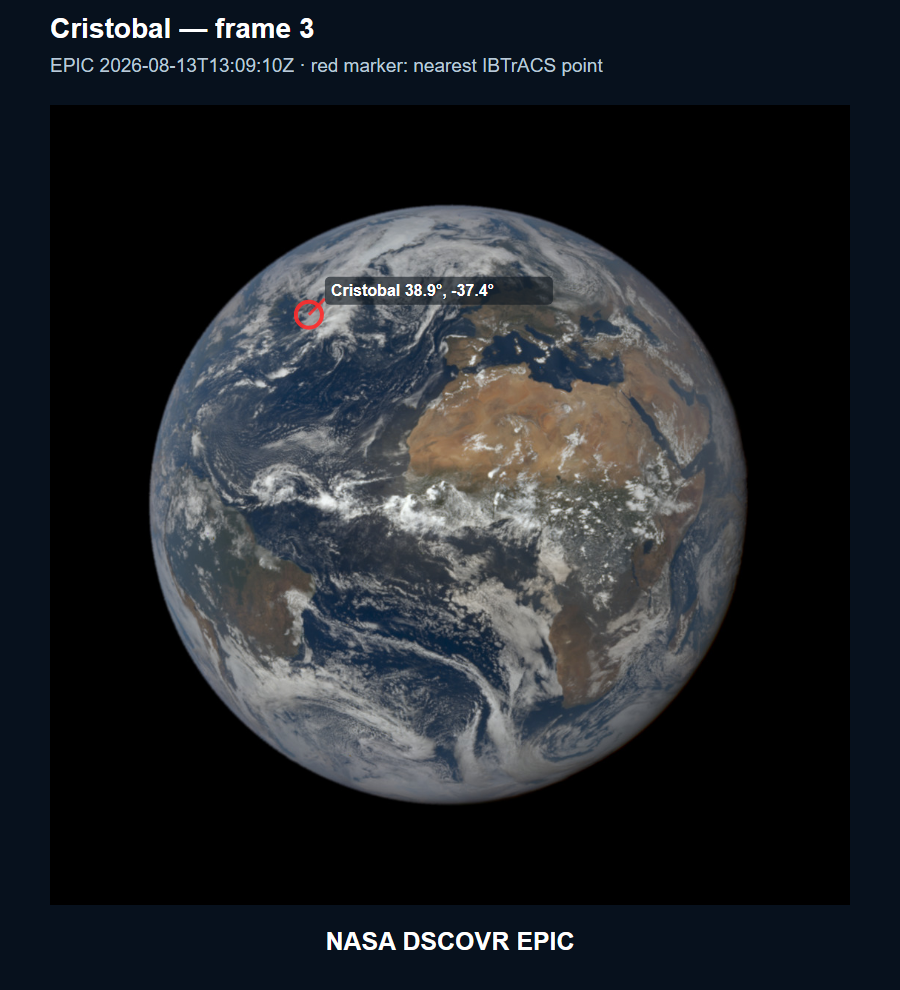 Cristobal — frame 3
EPIC 2026-08-13T13:09:10Z · red marker: nearest IBTrACS point
Cristobal 38.9°, -37.4°
NASA DSCOVR EPIC